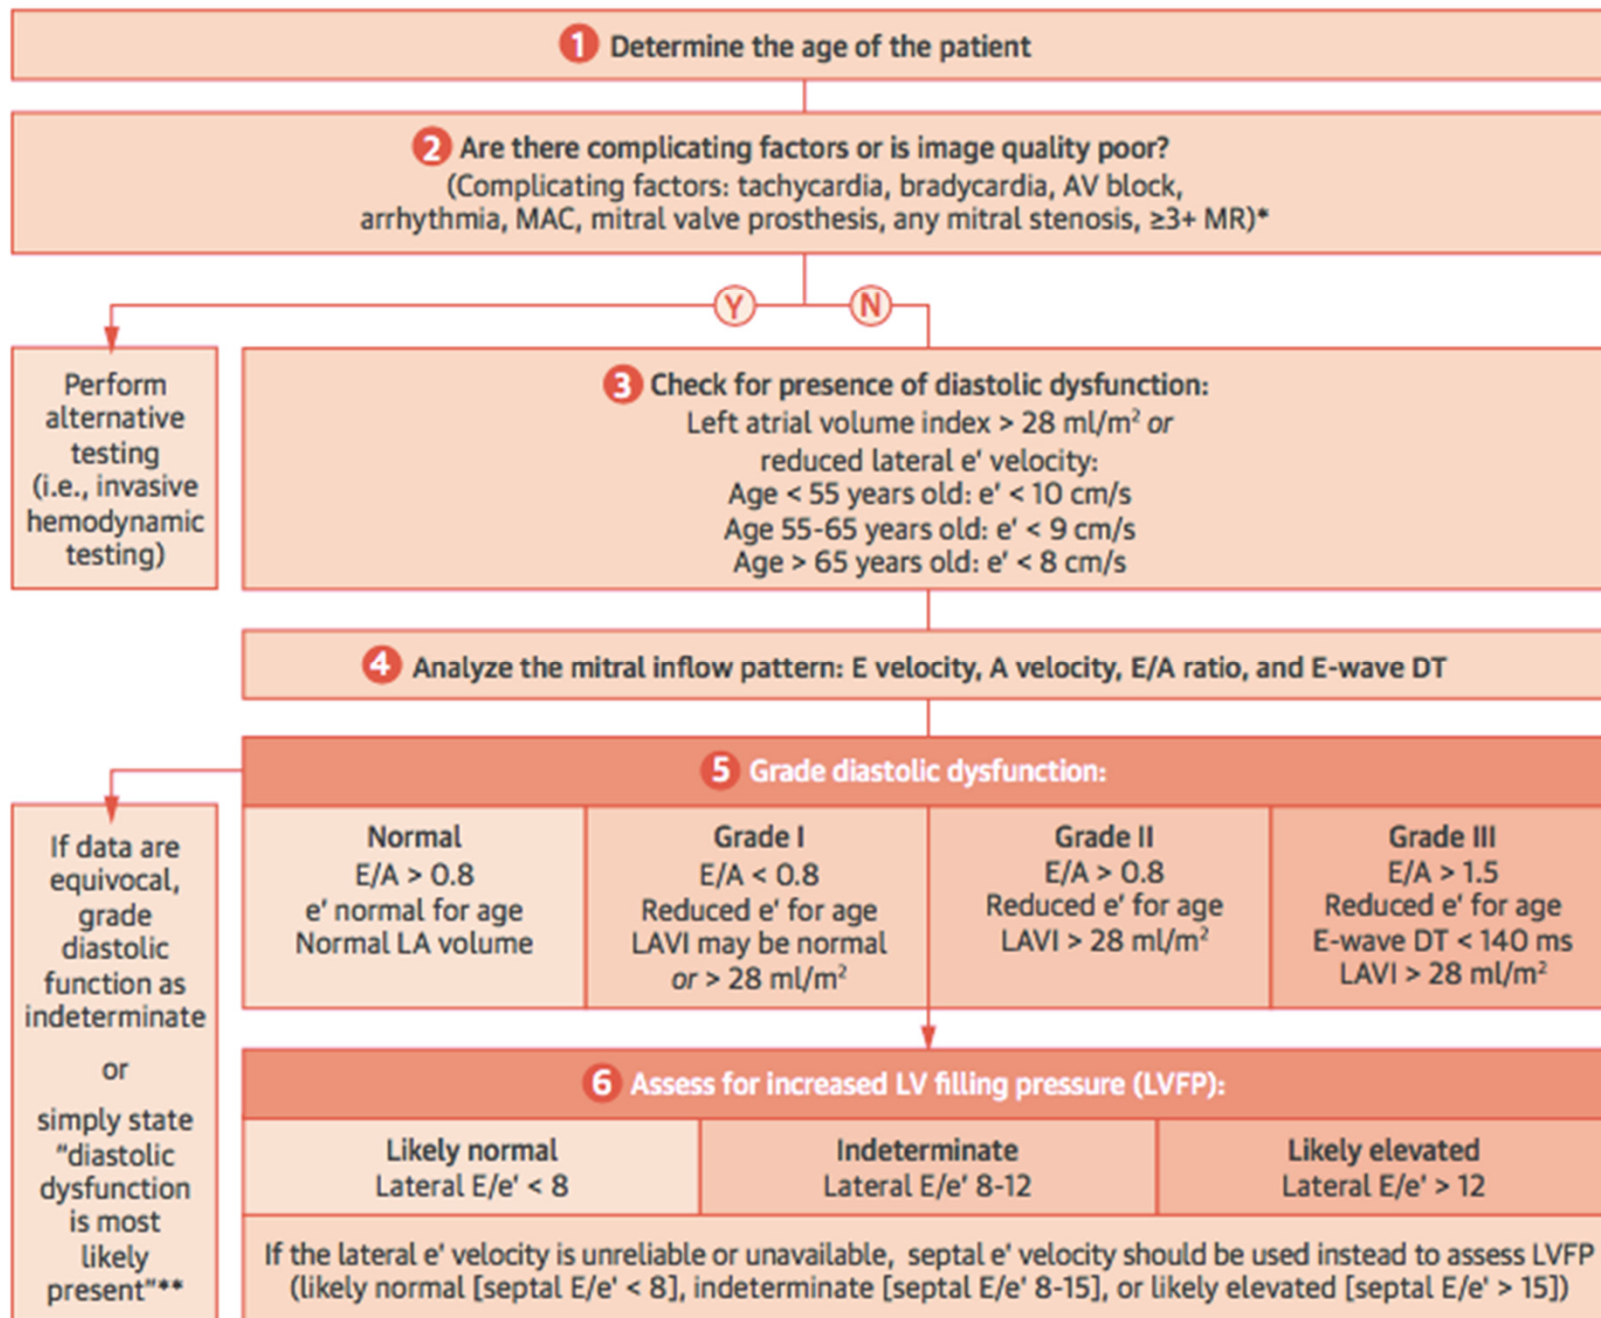 1 Determine the age of the patient
2 Are there complicating factors or is image quality poor?
(Complicating factors: tachycardia, bradycardia, AV block,
arrhythmia, MAC, mitral valve prosthesis, any mitral stenosis, ≥3+ MR)*
Y
N
Perform
alternative
testing
(i.e., invasive
hemodynamic
testing)
3 Check for presence of diastolic dysfunction:
Left atrial volume index > 28 ml/m² or
reduced lateral e' velocity:
Age < 55 years old: e' < 10 cm/s
Age 55-65 years old: e' < 9 cm/s
Age > 65 years old: e' < 8 cm/s
4 Analyze the mitral inflow pattern: E velocity, A velocity, E/A ratio, and E-wave DT
5 Grade diastolic dysfunction:
Normal
E/A > 0.8
e' normal for age
Normal LA volume
Grade I
E/A < 0.8
Reduced e' for age
LAVI may be normal
or > 28 ml/m²
Grade II
E/A > 0.8
Reduced e' for age
LAVI > 28 ml/m²
Grade III
E/A > 1.5
Reduced e' for age
E-wave DT < 140 ms
LAVI > 28 ml/m²
If data are
equivocal,
grade
diastolic
function as
indeterminate
or
simply state
"diastolic
dysfunction
is most
likely
present"**
6 Assess for increased LV filling pressure (LVFP):
Likely normal
Lateral E/e' < 8
Indeterminate
Lateral E/e' 8-12
Likely elevated
Lateral E/e' > 12
If the lateral e' velocity is unreliable or unavailable, septal e' velocity should be used instead to assess LVFP
(likely normal [septal E/e' < 8], indeterminate [septal E/e' 8-15], or likely elevated [septal E/e' > 15])